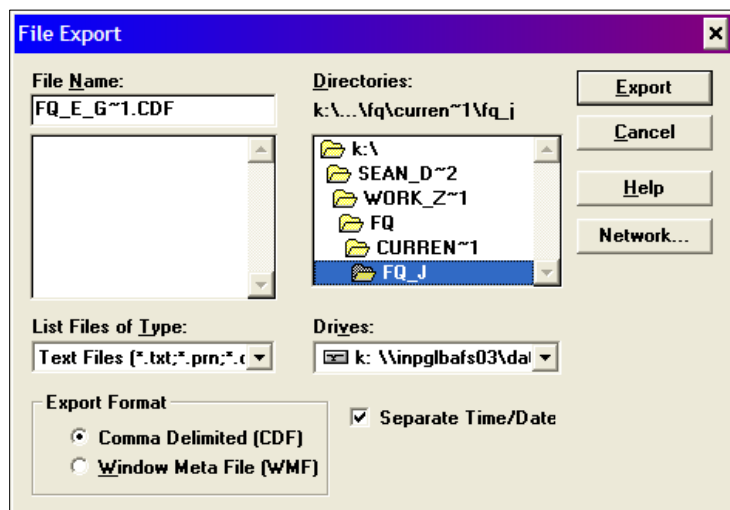 File Export
File Name:
FQ_E_G~1.CDF
Directories:
k:\...\fq\curren~1\fq_j
k:\
SEAN_D~2
WORK_Z~1
FQ
CURREN~1
FQ_J
Export
Cancel
Help
Network...
List Files of Type:
Text Files (*.txt;*.prn;*.c
Drives:
k: \\inpglbafs03\dat
Export Format
Comma Delimited (CDF)
Window Meta File (WMF)
Separate Time/Date